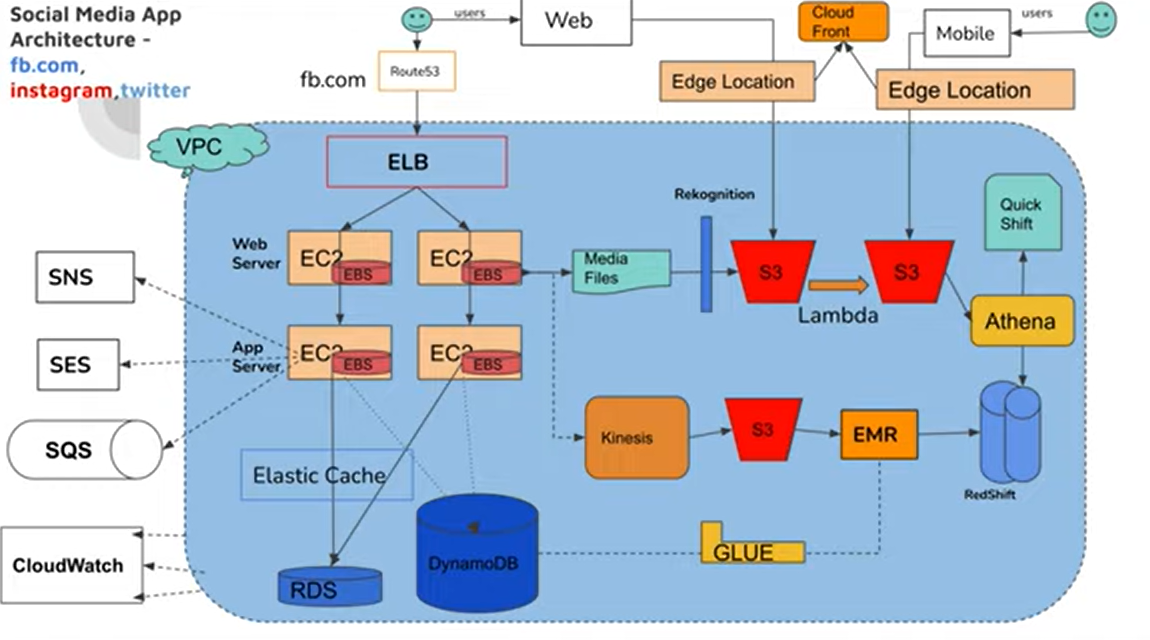 Social Media App
Architecture -
fb.com,
instagram,twitter
users
Web
Cloud
Front
Mobile
users
fb.com
Route53
Edge Location
Edge Location
VPC
ELB
Rekognition
Quick
Shift
Web
Server
EC2
EBS
EC2
EBS
Media
Files
S3
S3
Lambda
Athena
SNS
SES
SQS
CloudWatch
App
Server
EC2
EBS
EC2
EBS
Kinesis
S3
EMR
RedShift
Elastic Cache
DynamoDB
GLUE
RDS